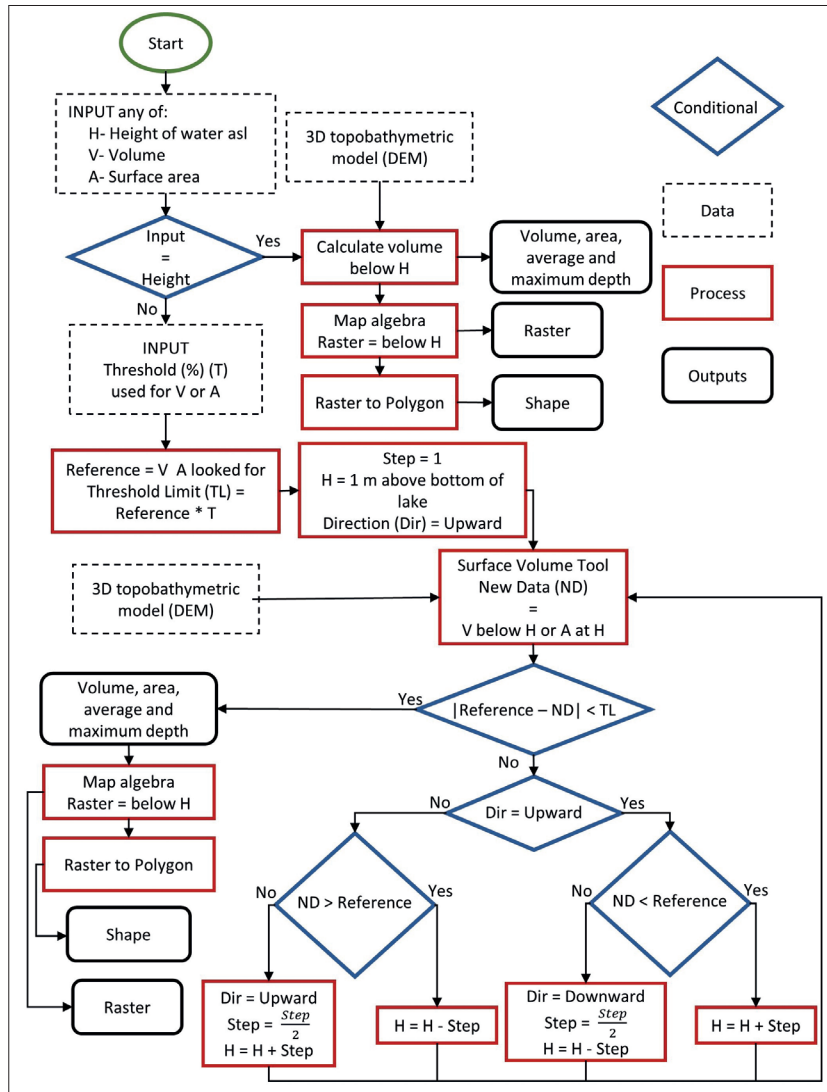 Start
INPUT any of:
H- Height of water asl
V- Volume
A- Surface area
3D topobathymetric
model (DEM)
Conditional
Data
Process
Outputs
Input
=
Height
Yes
No
Calculate volume
below H
Volume, area,
average and
maximum depth
Map algebra
Raster = below H
Raster
Raster to Polygon
Shape
INPUT
Threshold (%) (T)
used for V or A
Reference = V  A looked for
Threshold Limit (TL) =
Reference * T
Step = 1
H = 1 m above bottom of
lake
Direction (Dir) = Upward
3D topobathymetric
model (DEM)
Surface Volume Tool
New Data (ND)
=
V below H or A at H
|Reference – ND| < TL
Yes
No
Volume, area,
average and
maximum depth
Map algebra
Raster = below H
Raster to Polygon
Shape
Raster
Dir = Upward
No
Yes
ND > Reference
No
Yes
ND < Reference
No
Yes
Dir = Upward
Step = Step/2
H = H + Step
H = H - Step
Dir = Downward
Step = Step/2
H = H - Step
H = H + Step